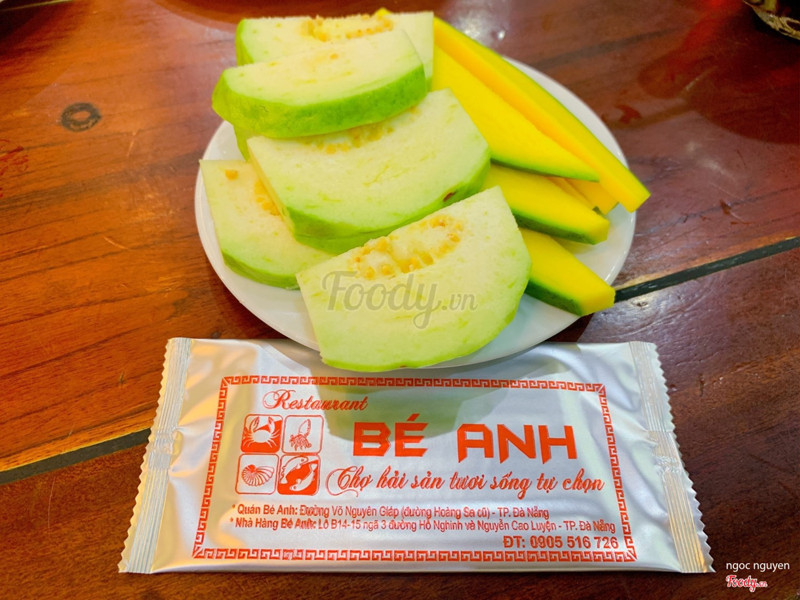 Foody.vn
Restaurant
BÉ ANH
Chợ hải sản tươi sống tự chọn
* Quán Bé Anh: Đường Võ Nguyên Giáp (đường Hoàng Sa cũ) - TP. Đà Nẵng
* Nhà Hàng Bé Anh: Lô B14-15 ngã 3 đường Hồ Nghinh và Nguyễn Cao Luyện - TP. Đà Nẵng
ĐT: 0905 516 726
ngọc nguyen
Foody.vn